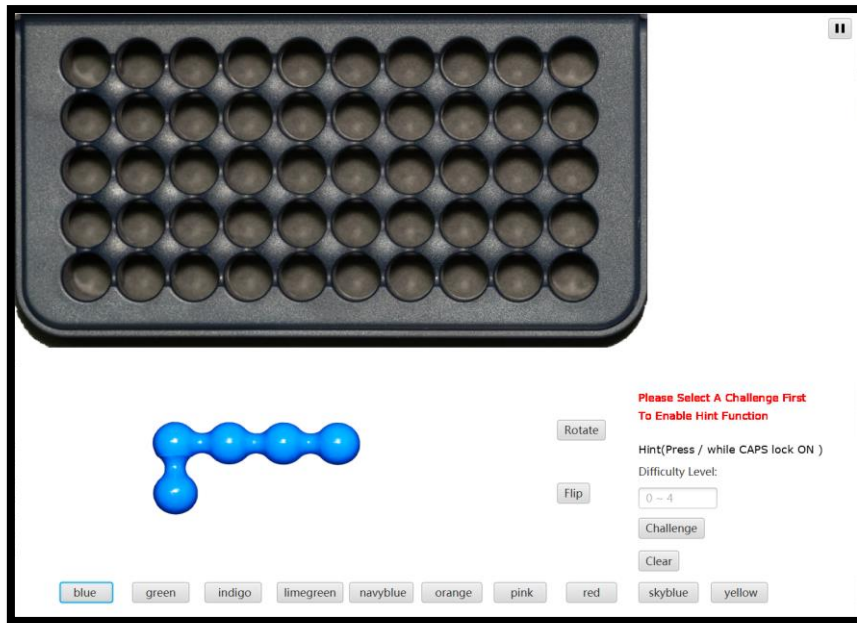 Please Select A Challenge First
To Enable Hint Function
Rotate
Hint(Press / while CAPS lock ON )
Difficulty Level:
Flip
0 ~ 4
Challenge
Clear
blue green indigo limegreen navyblue orange pink red skyblue yellow